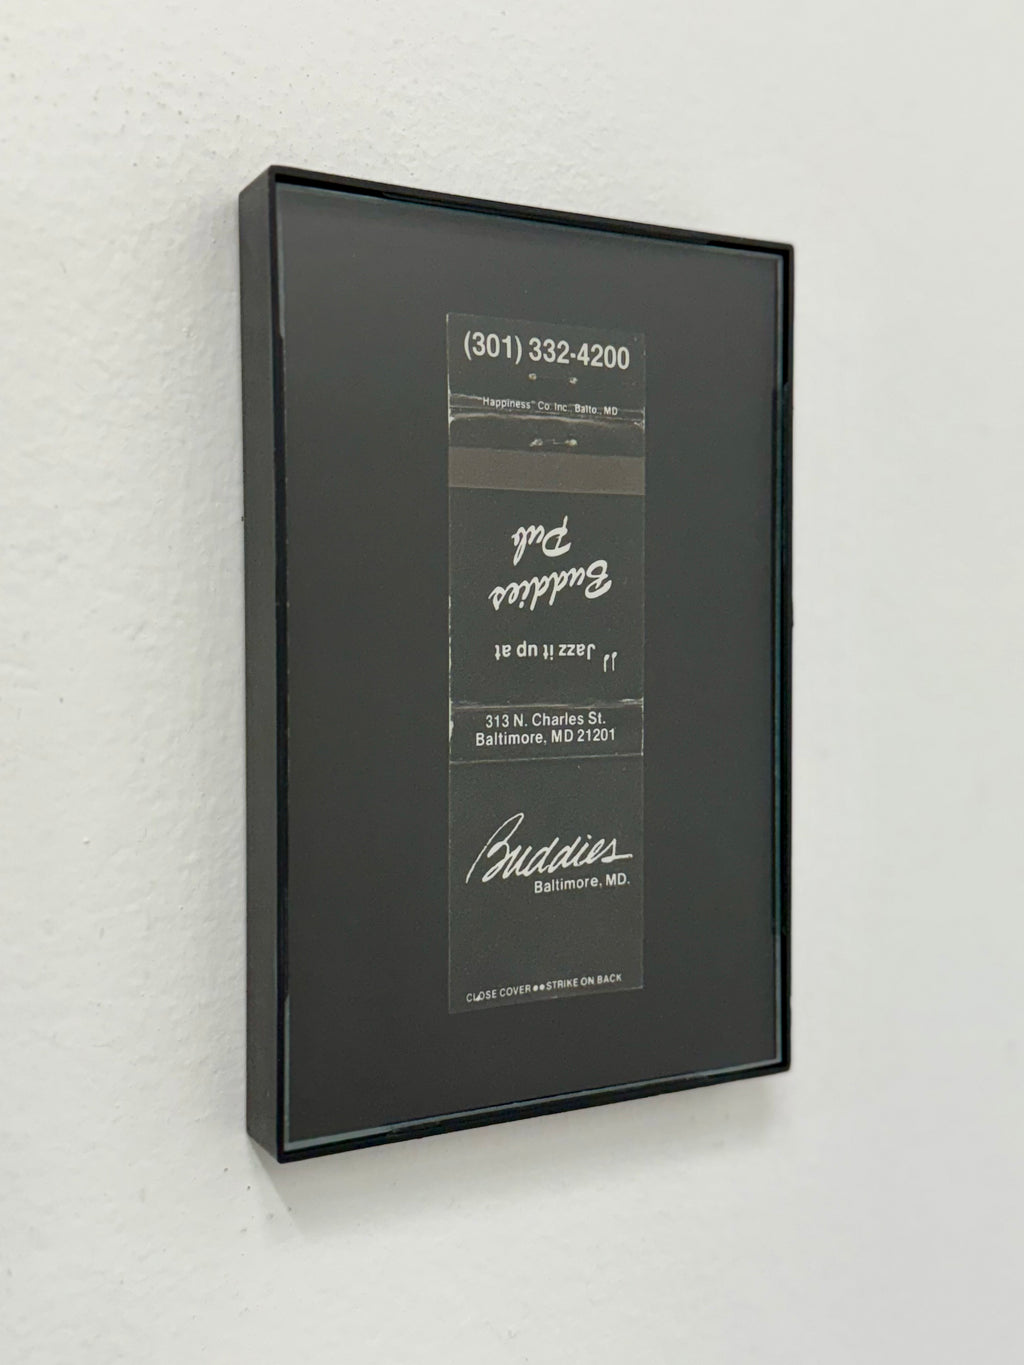 (301) 332-4200
"Happiness" Co. Inc., Balto., MD
Jazz it up at
Buddies
Pub
313 N. Charles St.
Baltimore, MD 21201
Buddies
Baltimore, MD.
CLOSE COVER●●STRIKE ON BACK